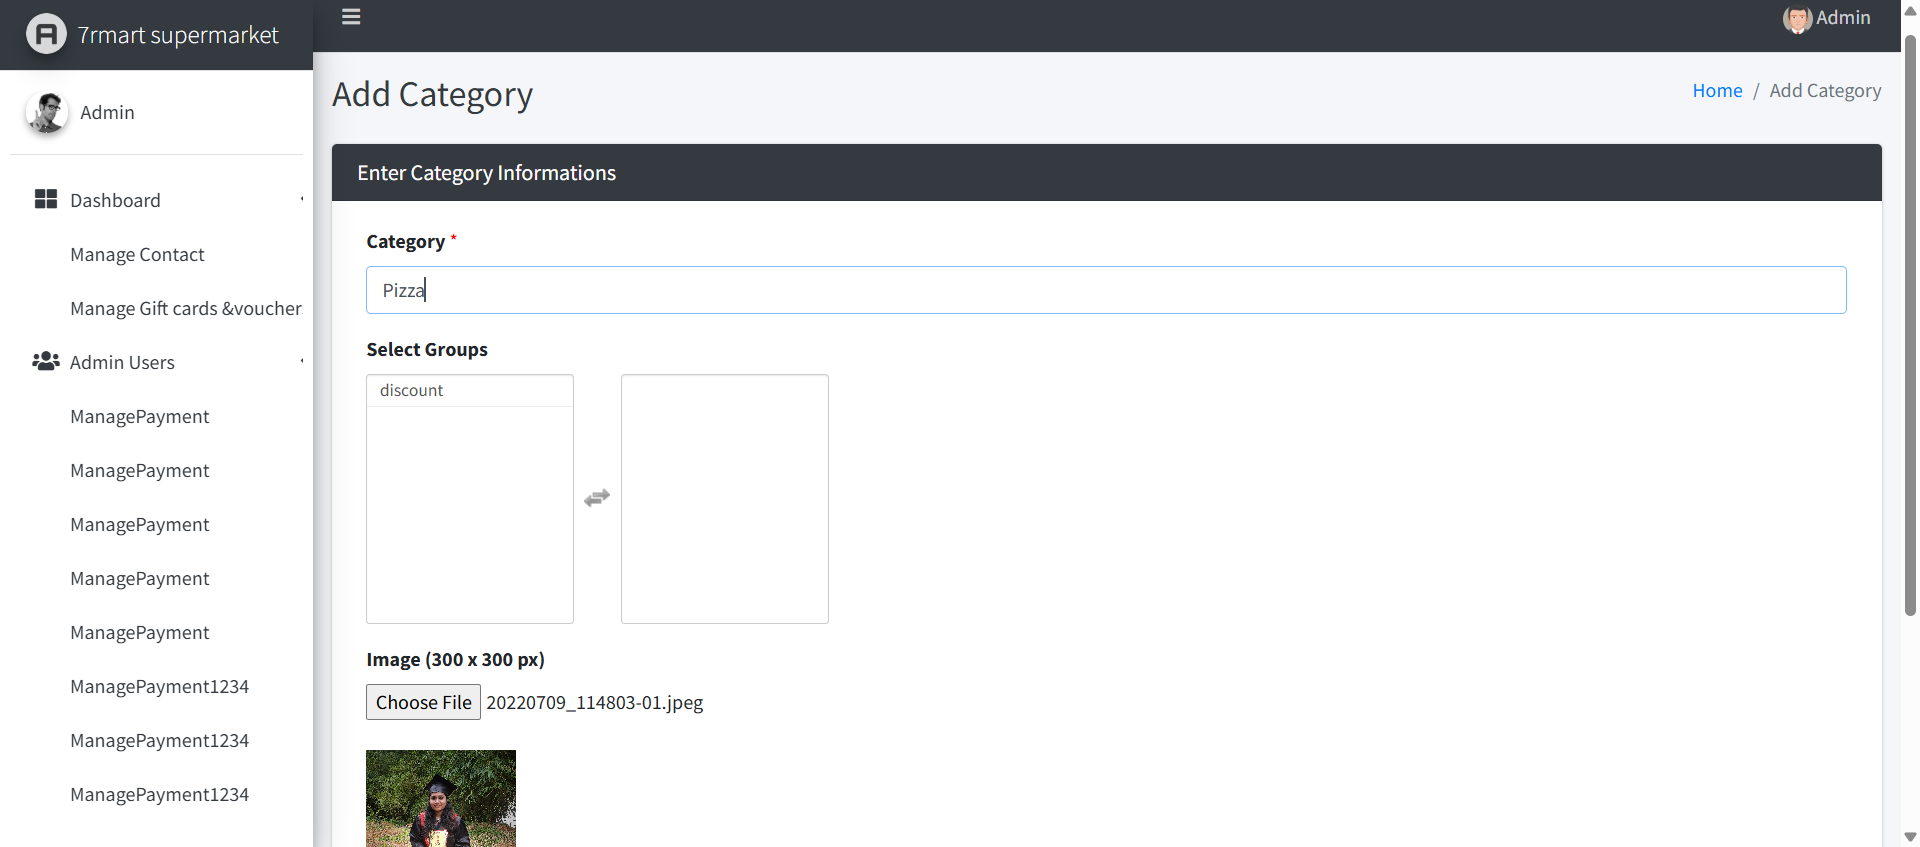 7rmart supermarket
Admin
Admin
Dashboard
Manage Contact
Manage Gift cards &voucher
Admin Users
ManagePayment
ManagePayment
ManagePayment
ManagePayment
ManagePayment
ManagePayment1234
ManagePayment1234
ManagePayment1234
Add Category
Home / Add Category
Enter Category Informations
Category *
Pizza
Select Groups
discount
Image (300 x 300 px)
Choose File 20220709_114803-01.jpeg